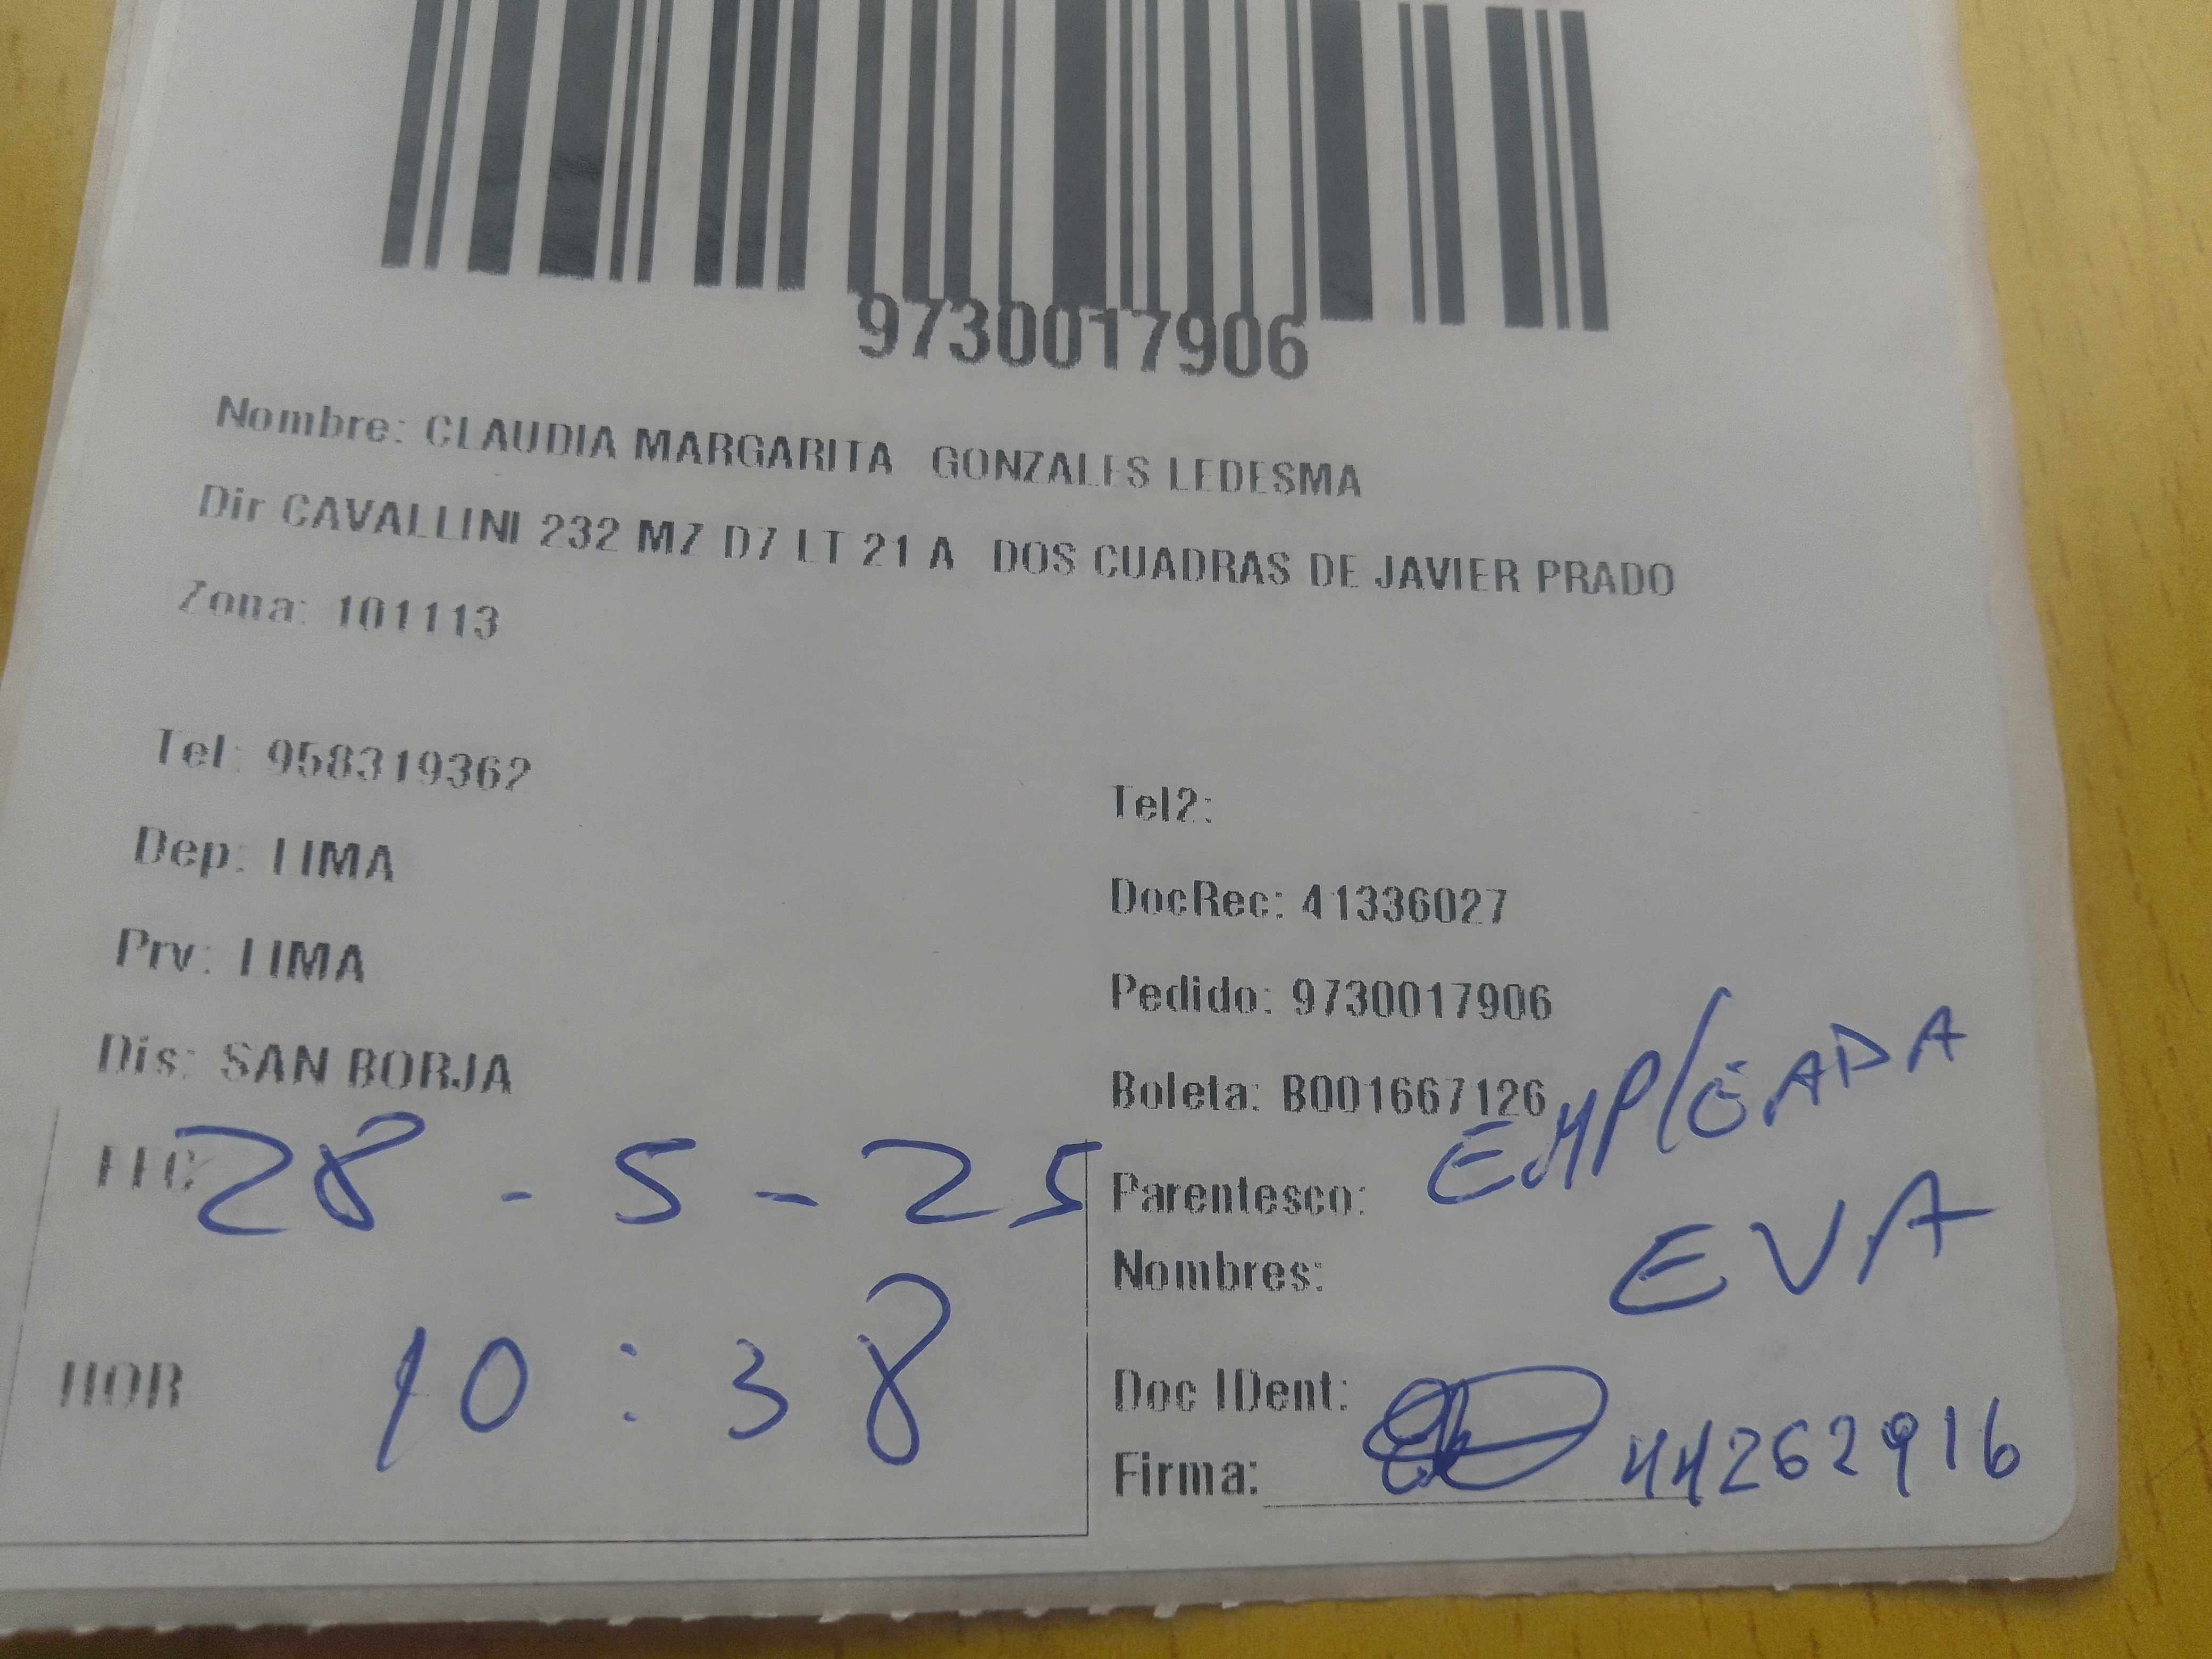 9730017906
Nombre: CLAUDIA MARGARITA GONZALES LEDESMA
Dir CAVALLINI 232 MZ DZ LT 21 A DOS CUADRAS DE JAVIER PRADO
Zona: 101113
Tel: 958319362
Tel2:
Dep: LIMA
DocRec: 41336027
Prv: LIMA
Pedido: 9730017906
Dis: SAN BORJA
Boleta: B001667126
FEC 28-5-25
Parentesco: EMPLEADA
Nombres: EVA
HOR 10:38
Doc IDent: 44262916
Firma: